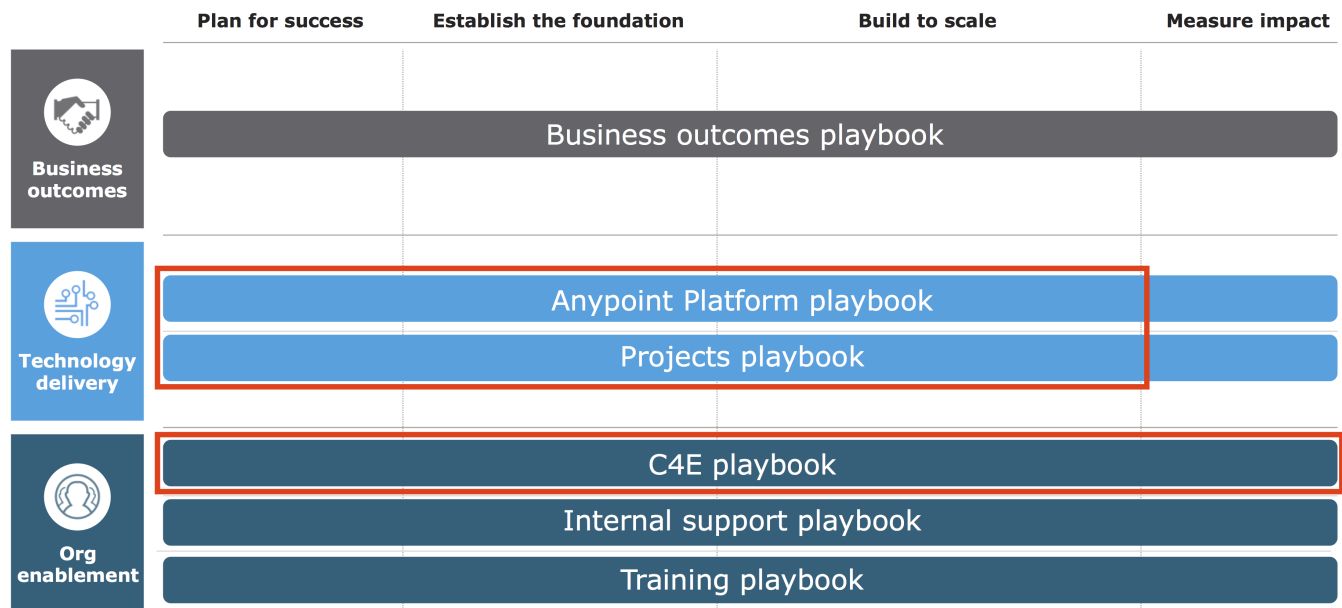 Plan for success
Establish the foundation
Build to scale
Measure impact
Business
outcomes
Business outcomes playbook
Technology
delivery
Anypoint Platform playbook
Projects playbook
Org
enablement
C4E playbook
Internal support playbook
Training playbook